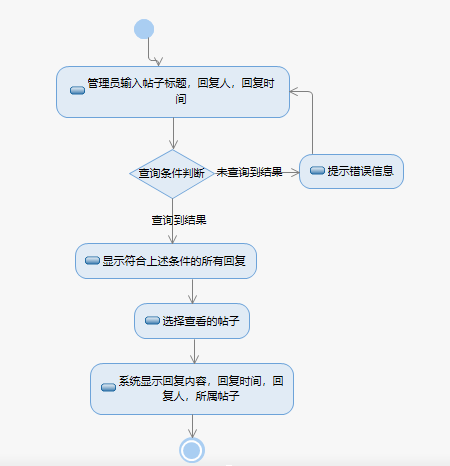 管理员输入帖子标题，回复人，回复时
间
查询条件判断
未查询到结果
提示错误信息
查询到结果
显示符合上述条件的所有回复
选择查看的帖子
系统显示回复内容，回复时间，回
复人，所属帖子